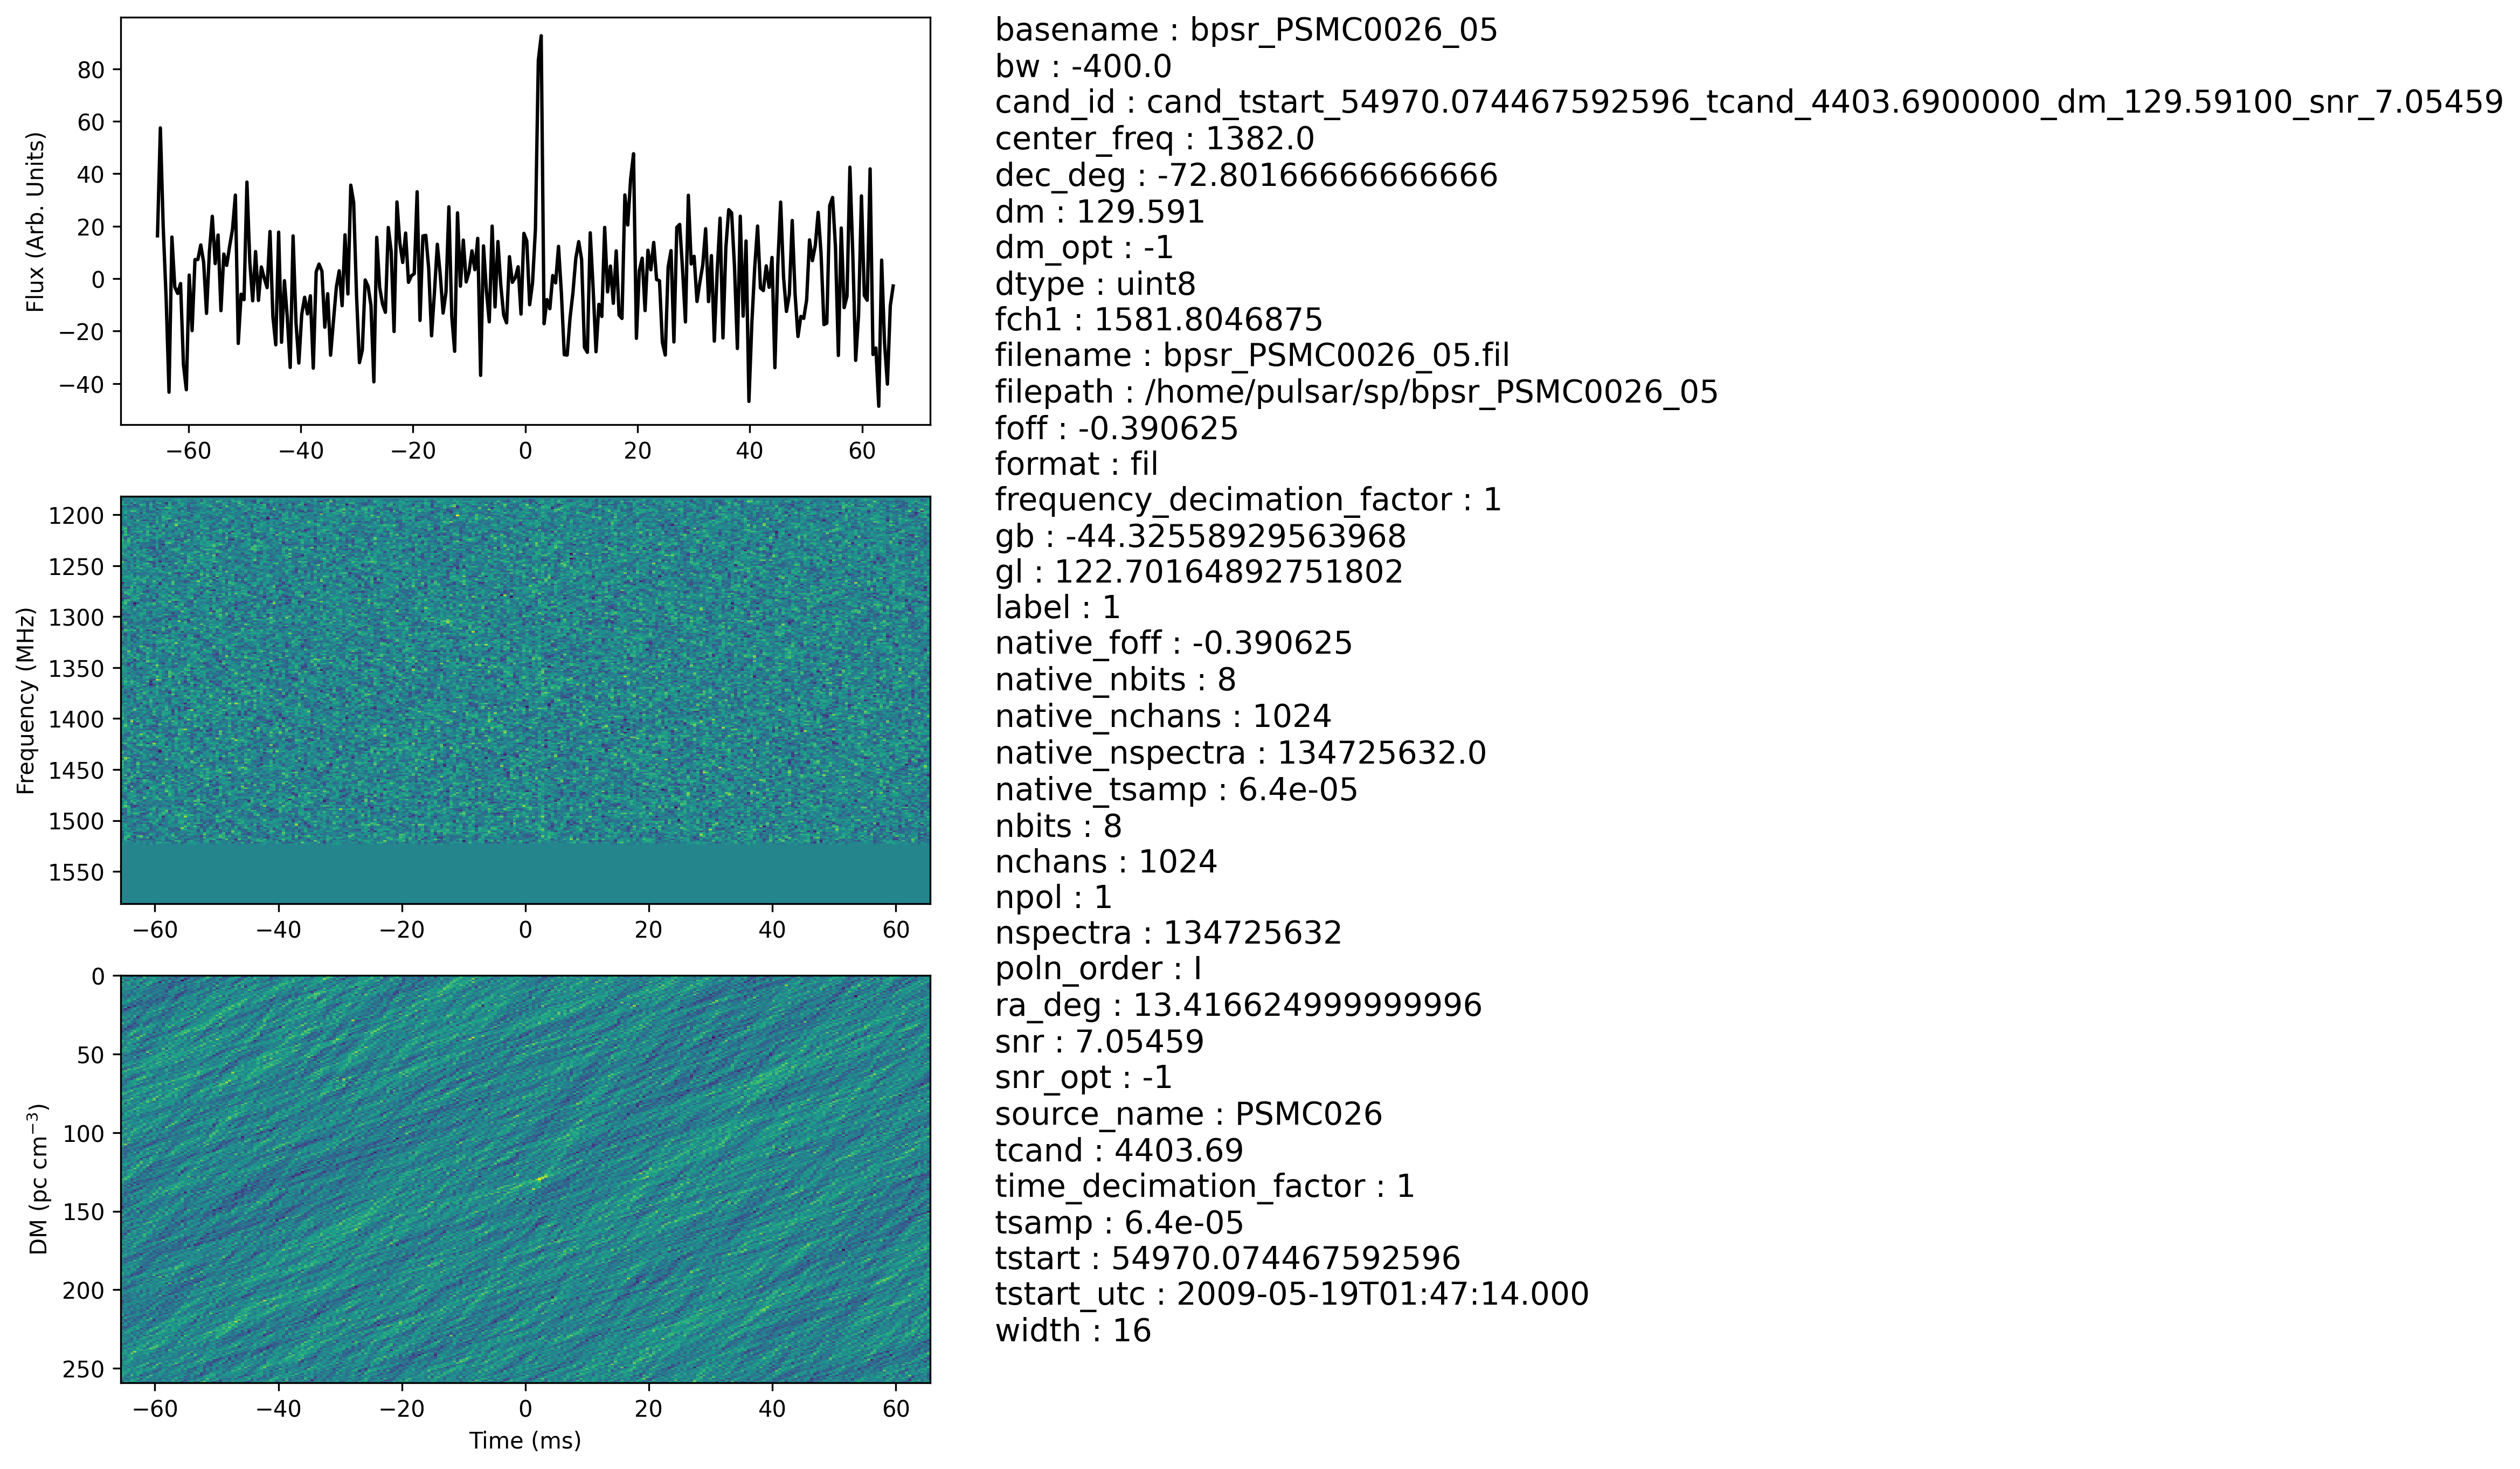 80
60
40
20
0
−20
−40
Flux (Arb. Units)
−60 −40 −20 0 20 40 60
1200
1250
1300
1350
1400
1450
1500
1550
Frequency (MHz)
−60 −40 −20 0 20 40 60
0
50
100
150
200
250
DM (pc cm⁻³)
−60 −40 −20 0 20 40 60
Time (ms)
basename : bpsr_PSMC0026_05
bw : -400.0
cand_id : cand_tstart_54970.074467592596_tcand_4403.6900000_dm_129.59100_snr_7.05459
center_freq : 1382.0
dec_deg : -72.80166666666666
dm : 129.591
dm_opt : -1
dtype : uint8
fch1 : 1581.8046875
filename : bpsr_PSMC0026_05.fil
filepath : /home/pulsar/sp/bpsr_PSMC0026_05
foff : -0.390625
format : fil
frequency_decimation_factor : 1
gb : -44.32558929563968
gl : 122.70164892751802
label : 1
native_foff : -0.390625
native_nbits : 8
native_nchans : 1024
native_nspectra : 134725632.0
native_tsamp : 6.4e-05
nbits : 8
nchans : 1024
npol : 1
nspectra : 134725632
poln_order : I
ra_deg : 13.416624999999996
snr : 7.05459
snr_opt : -1
source_name : PSMC026
tcand : 4403.69
time_decimation_factor : 1
tsamp : 6.4e-05
tstart : 54970.074467592596
tstart_utc : 2009-05-19T01:47:14.000
width : 16